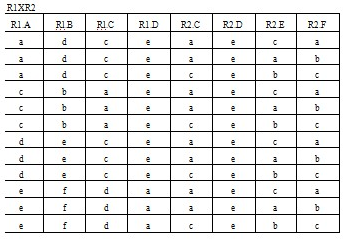 R1XR2
R1.A R1.B R1.C R1.D R2.C R2.D R2.E R2.F
a d c e a e c a
a d c e a e a b
a d c e c e b c
c b a e a e c a
c b a e a e a b
c b a e c e b c
d e c e a e c a
d e c e a e a b
d e c e c e b c
e f d a a e c a
e f d a a e a b
e f d a c e b c